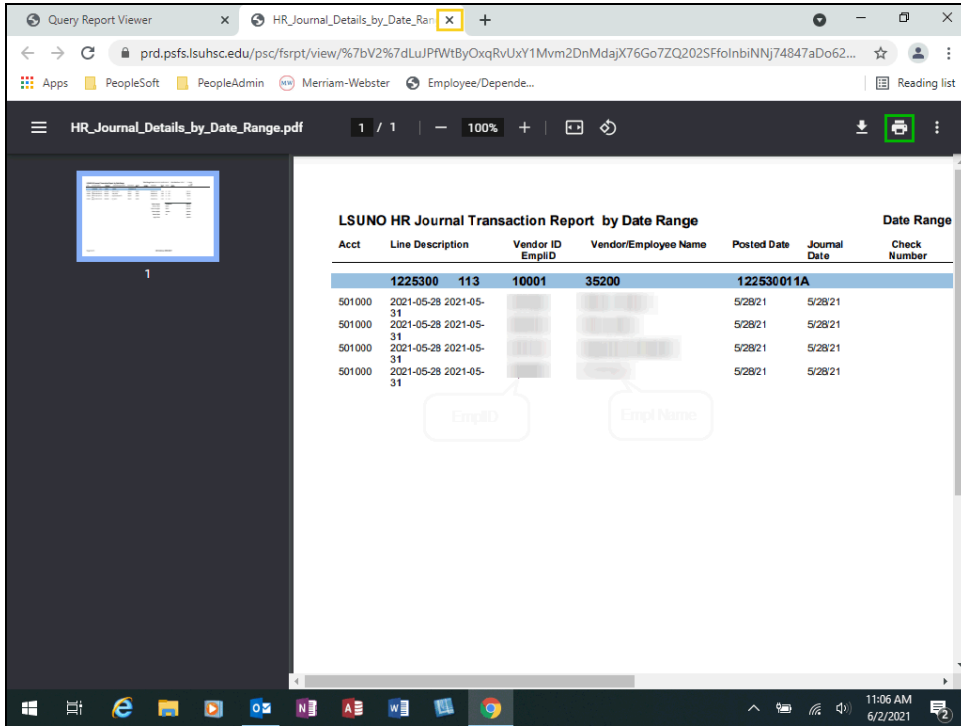 Query Report Viewer
HR_Journal_Details_by_Date_Ran
prd.psfs.lsuhsc.edu/psc/fsrpt/view/%7bV2%7dLuJPfWtByOxqRvUxY1Mvm2DnMdajX76Go7ZQ202SFfoInbiNNj74847aDo62...
Apps PeopleSoft PeopleAdmin Merriam-Webster Employee/Depende... Reading list
HR_Journal_Details_by_Date_Range.pdf 1 / 1 100%
1
LSUNO HR Journal Transaction Report by Date Range Date Range
Acct Line Description Vendor ID EmpliD Vendor/Employee Name Posted Date Journal Date Check Number
1225300 113 10001 35200 122530011A
501000 2021-05-28 2021-05-31 5/28/21 5/28/21
501000 2021-05-28 2021-05-31 5/28/21 5/28/21
501000 2021-05-28 2021-05-31 5/28/21 5/28/21
501000 2021-05-28 2021-05-31 5/28/21 5/28/21
EmplID Empl Name
11:06 AM
6/2/2021